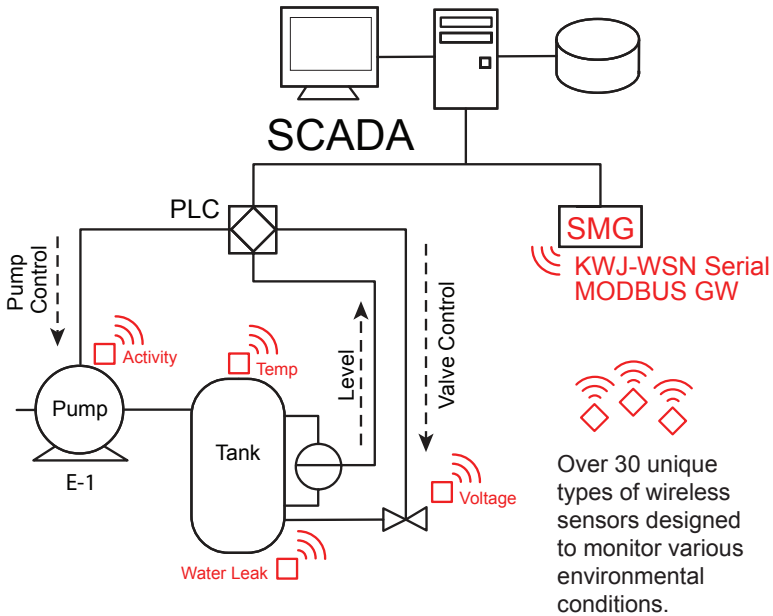 SCADA
PLC
SMG
KWJ-WSN Serial
MODBUS GW
Pump
Control
Activity
Temp
Level
Valve Control
Pump
E-1
Tank
Voltage
Water Leak
Over 30 unique
types of wireless
sensors designed
to monitor various
environmental
conditions.